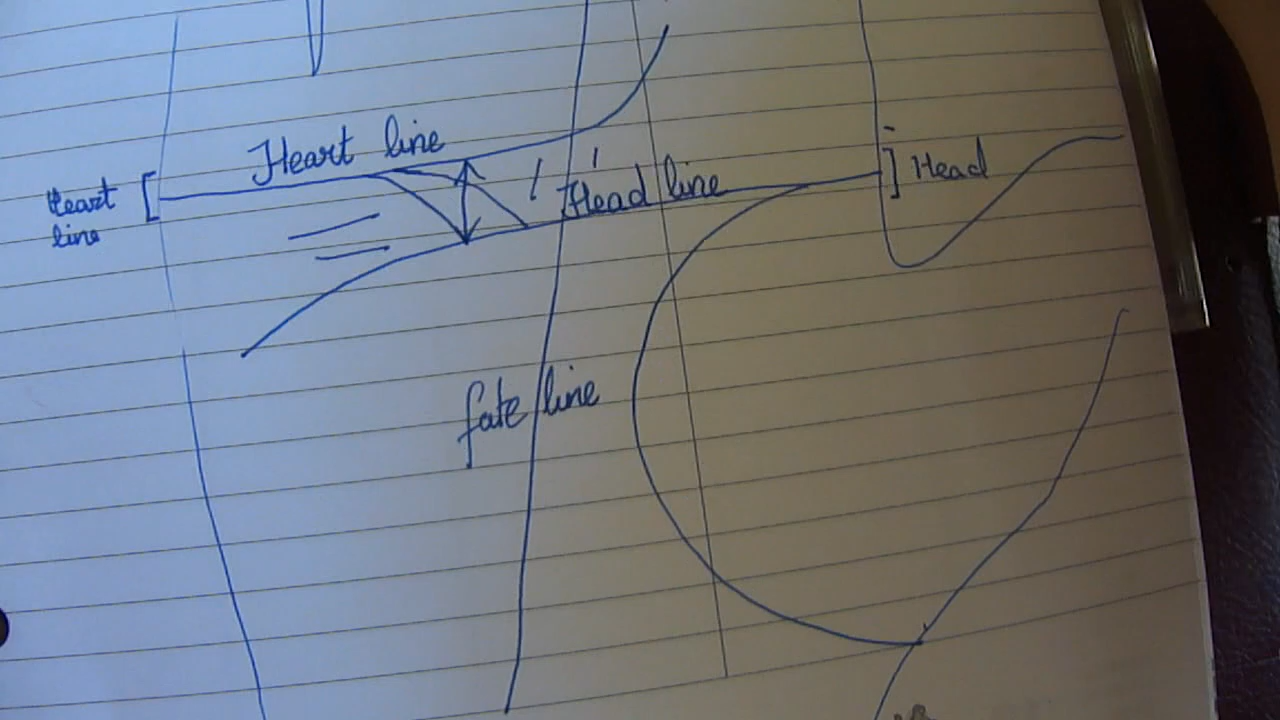 Heart line
Heart
line
Head line
Head
fate line